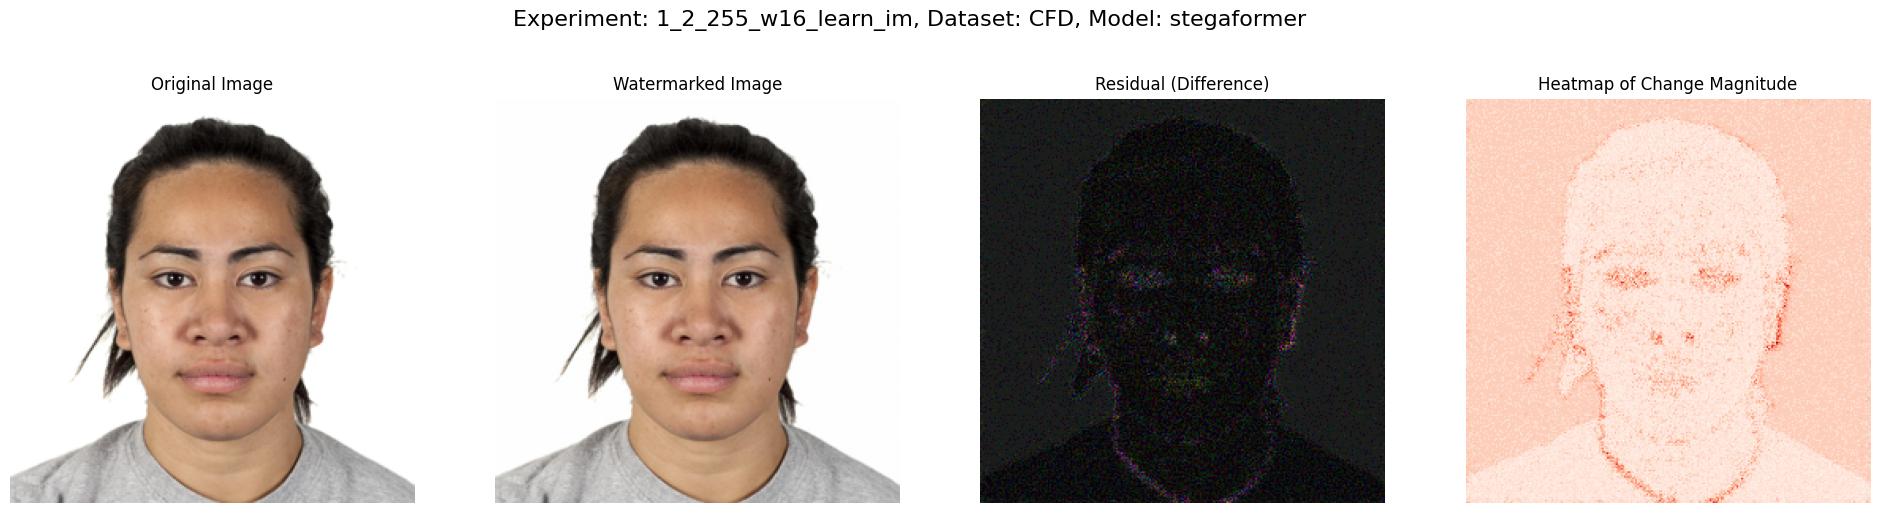 Experiment: 1_2_255_w16_learn_im, Dataset: CFD, Model: stegaformer
Original Image
Watermarked Image
Residual (Difference)
Heatmap of Change Magnitude